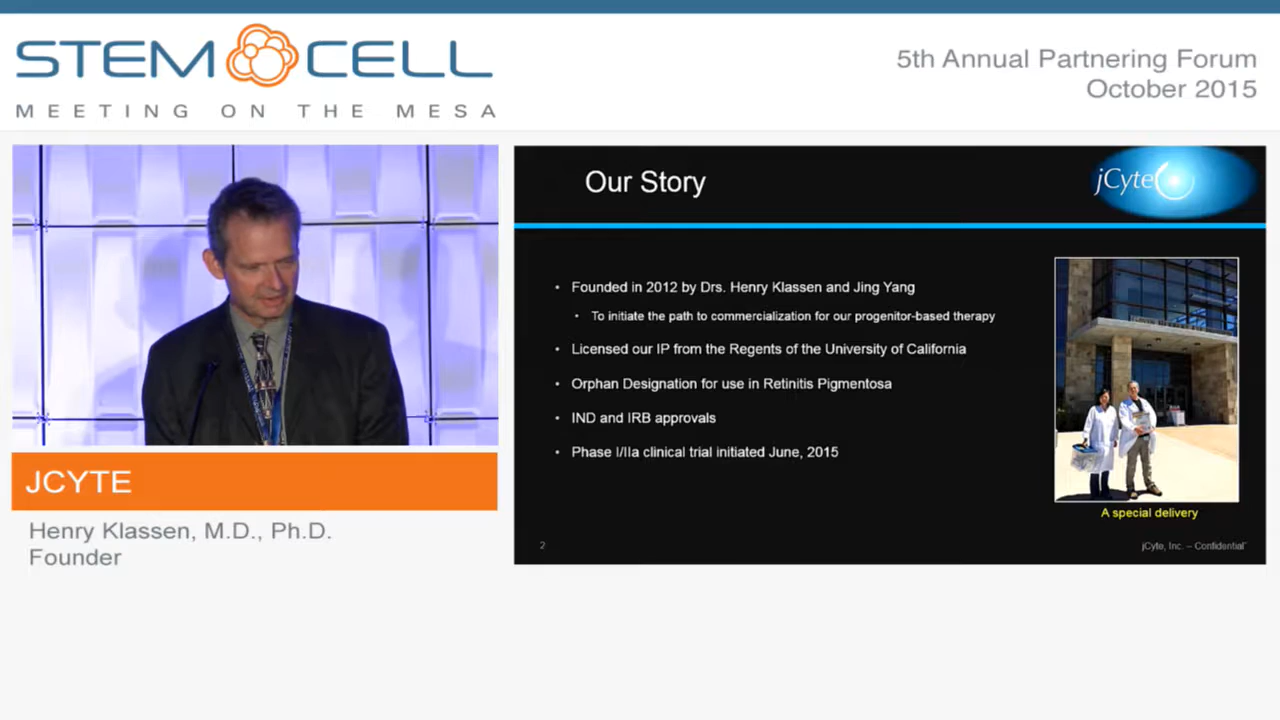 STEM CELL
MEETING ON THE MESA
5th Annual Partnering Forum
October 2015
JCYTE
Henry Klassen, M.D., Ph.D.
Founder
Our Story
jCyte
• Founded in 2012 by Drs. Henry Klassen and Jing Yang
• To initiate the path to commercialization for our progenitor-based therapy
• Licensed our IP from the Regents of the University of California
• Orphan Designation for use in Retinitis Pigmentosa
• IND and IRB approvals
• Phase I/IIa clinical trial initiated June, 2015
A special delivery
2
jCyte, Inc. – Confidential